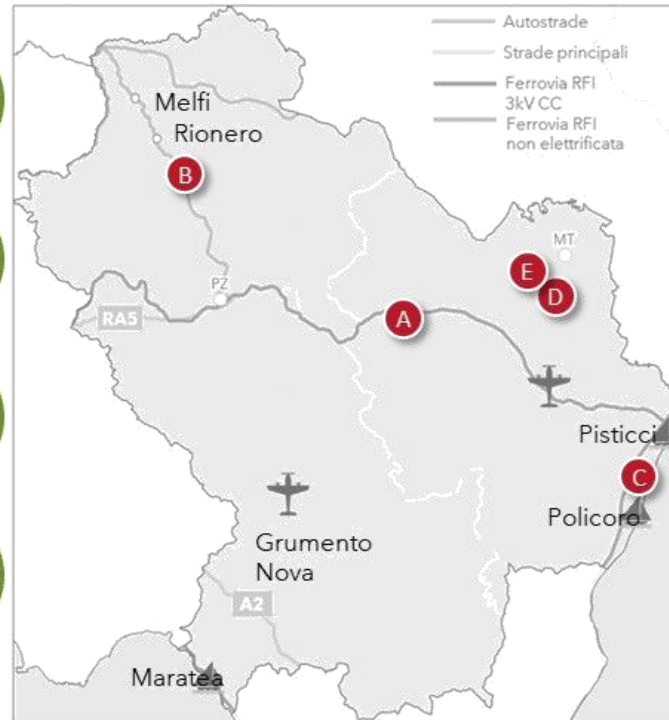 Autostrade
Strade principali
Ferrovia RFI
3kV CC
Ferrovia RFI
non elettrificata
Melfi
Rionero
B
MT
E
D
PZ
RA5
A
Pisticci
C
Policoro
Grumento
Nova
A2
Maratea